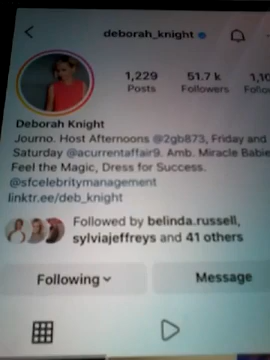 deborah_knight
1,229
51.7 k
Posts
Followers
Deborah Knight
Journo. Host Afternoons @2gb873, Friday and
Saturday @acurrentaffair9. Amb. Miracle Babie
Feel the Magic, Dress for Success.
@sfcelebritymanagement
linktr.ee/deb_knight
Followed by belinda.russell,
sylviajeffreys and 41 others
Following
Message